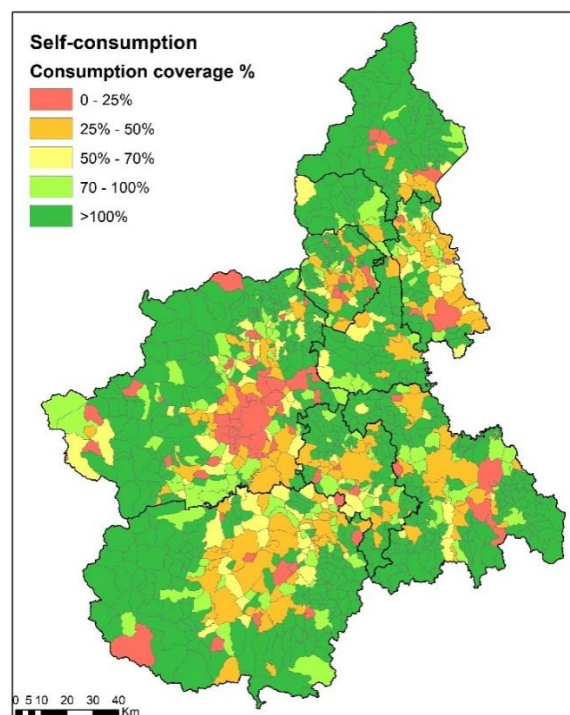 Self-consumption
Consumption coverage %
0 - 25%
25% - 50%
50% - 70%
70 - 100%
>100%
0 5 10 20 30 40
Km